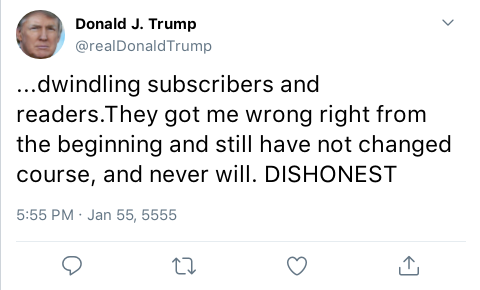 Donald J. Trump
@realDonaldTrump
...dwindling subscribers and
readers.They got me wrong right from
the beginning and still have not changed
course, and never will. DISHONEST
5:55 PM · Jan 55, 5555